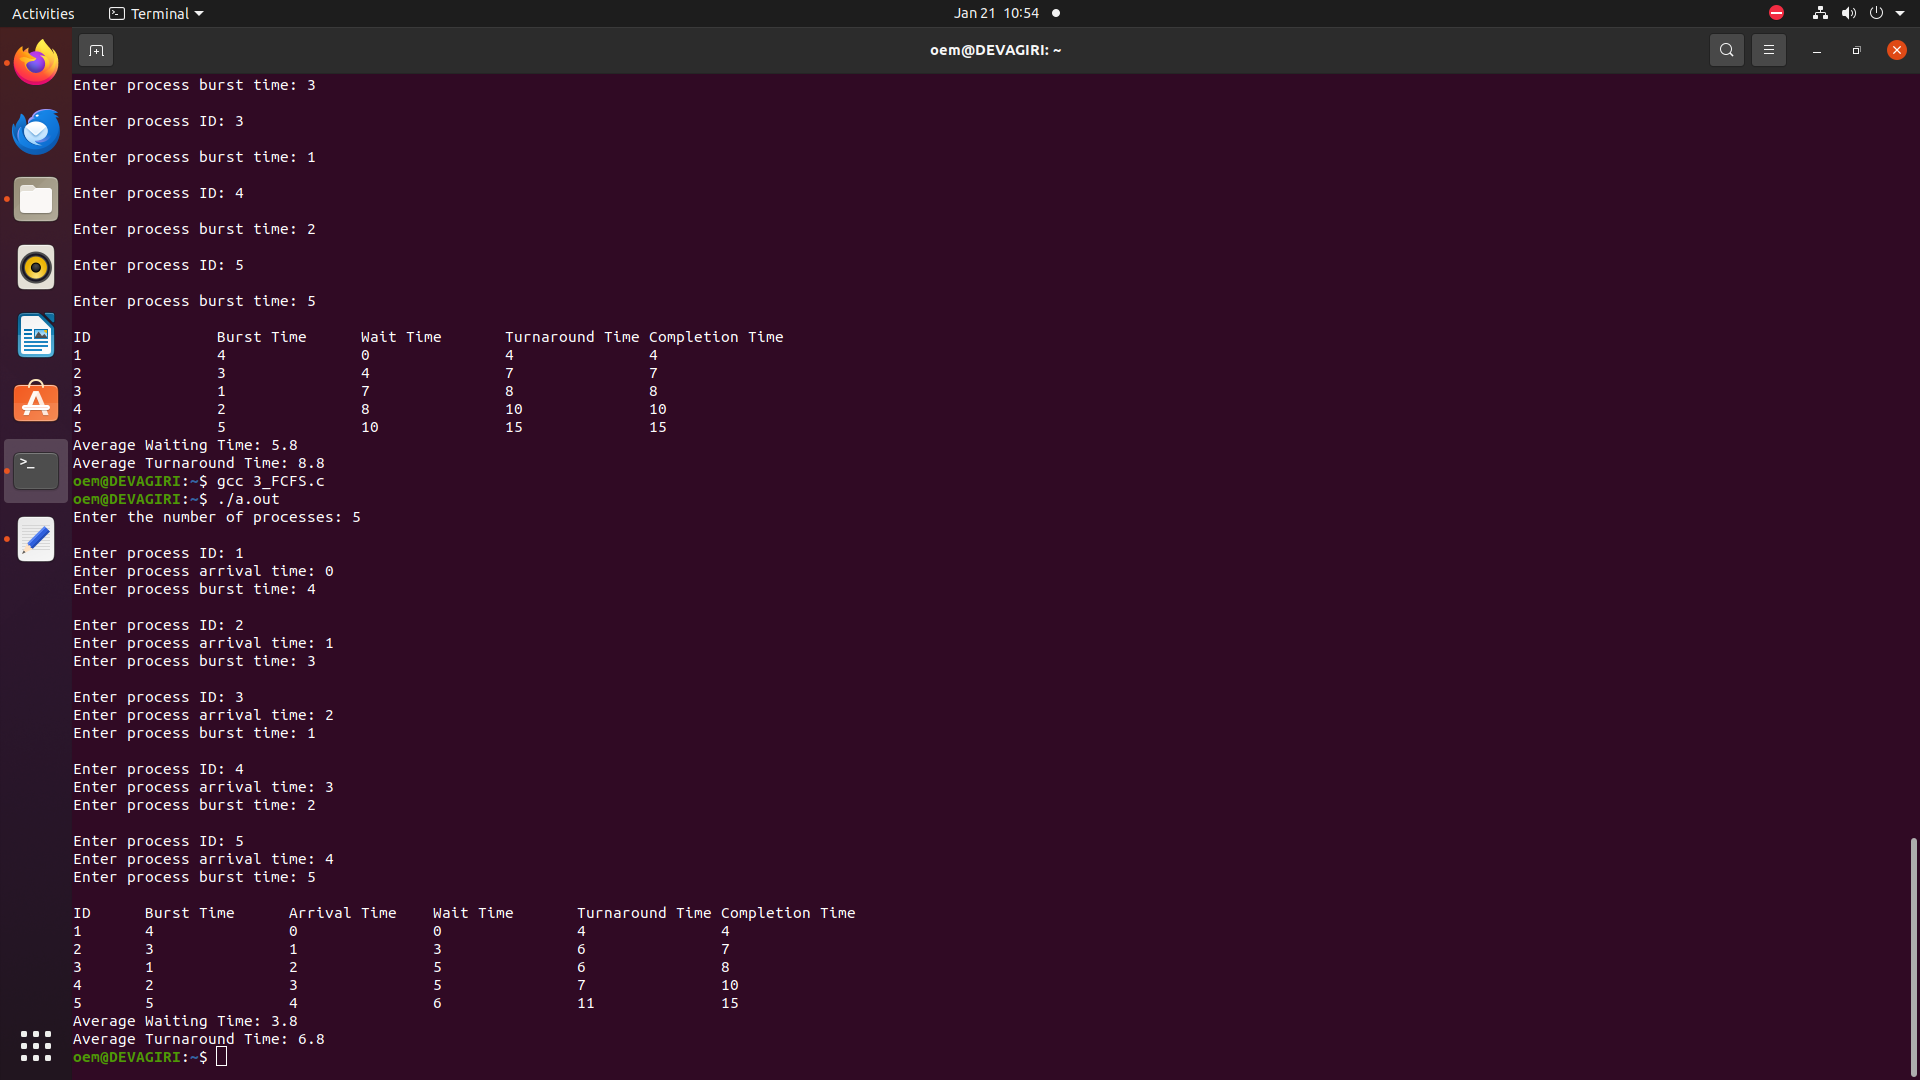 Activities Terminal Jan 21 10:54
oem@DEVAGIRI: ~
Enter process burst time: 3
Enter process ID: 3
Enter process burst time: 1
Enter process ID: 4
Enter process burst time: 2
Enter process ID: 5
Enter process burst time: 5
ID Burst Time Wait Time Turnaround Time Completion Time
1 4 0 4 4
2 3 4 7 7
3 1 7 8 8
4 2 8 10 10
5 5 10 15 15
Average Waiting Time: 5.8
Average Turnaround Time: 8.8
oem@DEVAGIRI:~$ gcc 3_FCFS.c
oem@DEVAGIRI:~$ ./a.out
Enter the number of processes: 5
Enter process ID: 1
Enter process arrival time: 0
Enter process burst time: 4
Enter process ID: 2
Enter process arrival time: 1
Enter process burst time: 3
Enter process ID: 3
Enter process arrival time: 2
Enter process burst time: 1
Enter process ID: 4
Enter process arrival time: 3
Enter process burst time: 2
Enter process ID: 5
Enter process arrival time: 4
Enter process burst time: 5
ID Burst Time Arrival Time Wait Time Turnaround Time Completion Time
1 4 0 0 4 4
2 3 1 3 6 7
3 1 2 5 6 8
4 2 3 5 7 10
5 5 4 6 11 15
Average Waiting Time: 3.8
Average Turnaround Time: 6.8
oem@DEVAGIRI:~$